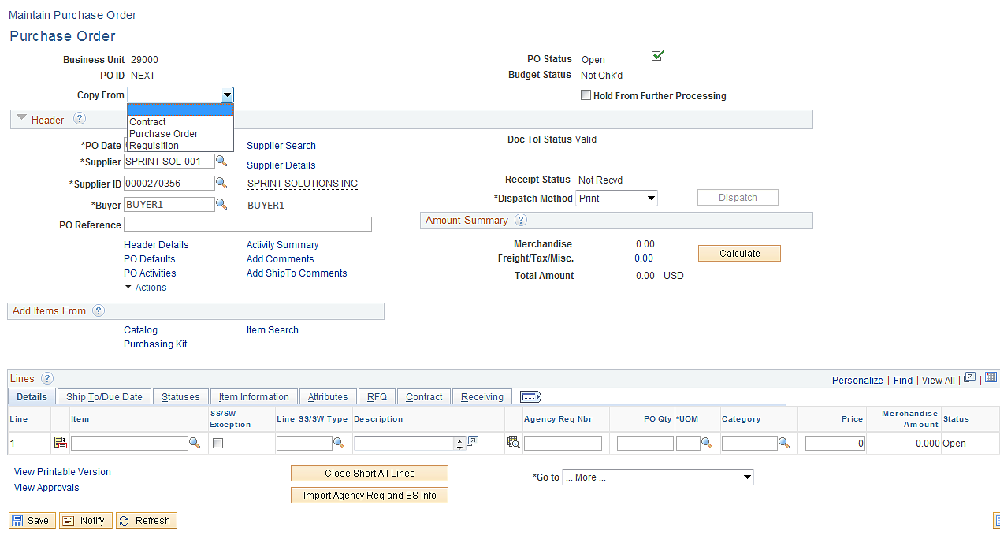 Maintain Purchase Order
Purchase Order
Business Unit 29000
PO Status Open
PO ID NEXT
Budget Status Not Chk'd
Copy From
Hold From Further Processing
Contract
Purchase Order
Requisition
Header ?
*PO Date
Supplier Search
Doc Tol Status Valid
*Supplier SPRINT SOL-001
Supplier Details
*Supplier ID 0000270356
SPRINT SOLUTIONS INC
Receipt Status Not Recvd
*Dispatch Method Print
Dispatch
*Buyer BUYER1
BUYER1
PO Reference
Amount Summary ?
Header Details
Activity Summary
Merchandise 0.00
PO Defaults
Add Comments
Freight/Tax/Misc. 0.00
Calculate
PO Activities
Add ShipTo Comments
Total Amount 0.00 USD
Actions
Add Items From ?
Catalog
Item Search
Purchasing Kit
Lines ?
Personalize | Find | View All | |
Details Ship To/Due Date Statuses Item Information Attributes RFQ Contract Receiving
Line Item SS/SW Exception Line SS/SW Type Description Agency Req Nbr PO Qty *UOM Category Price Merchandise Amount Status
1 0 0.000 Open
View Printable Version
Close Short All Lines
*Go to ... More ...
View Approvals
Import Agency Req and SS Info
Save Notify Refresh